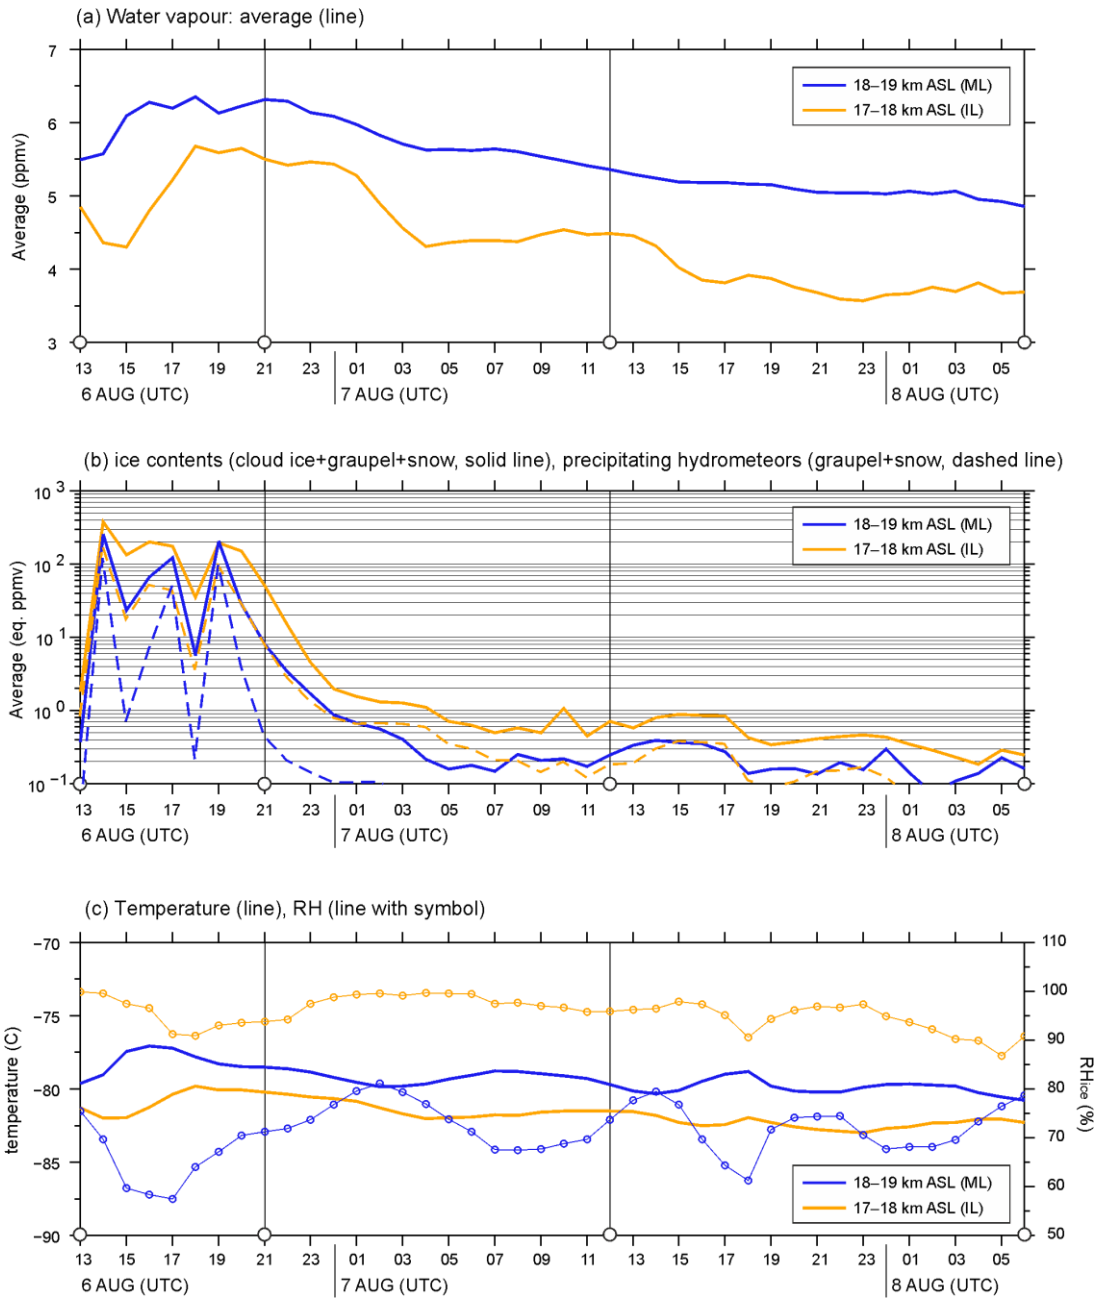 (a) Water vapour: average (line)
7
6
5
4
3
Average (ppmv)
18–19 km ASL (ML)
17–18 km ASL (IL)
13 15 17 19 21 23 01 03 05 07 09 11 13 15 17 19 21 23 01 03 05
6 AUG (UTC) 7 AUG (UTC) 8 AUG (UTC)
(b) ice contents (cloud ice+graupel+snow, solid line), precipitating hydrometeors (graupel+snow, dashed line)
10 3
10 2
10 1
10 0
10 −1
Average (eq. ppmv)
18–19 km ASL (ML)
17–18 km ASL (IL)
13 15 17 19 21 23 01 03 05 07 09 11 13 15 17 19 21 23 01 03 05
6 AUG (UTC) 7 AUG (UTC) 8 AUG (UTC)
(c) Temperature (line), RH (line with symbol)
−70
−75
−80
−85
−90
temperature (C)
110
100
90
80
70
60
50
RHice (%)
18–19 km ASL (ML)
17–18 km ASL (IL)
13 15 17 19 21 23 01 03 05 07 09 11 13 15 17 19 21 23 01 03 05
6 AUG (UTC) 7 AUG (UTC) 8 AUG (UTC)